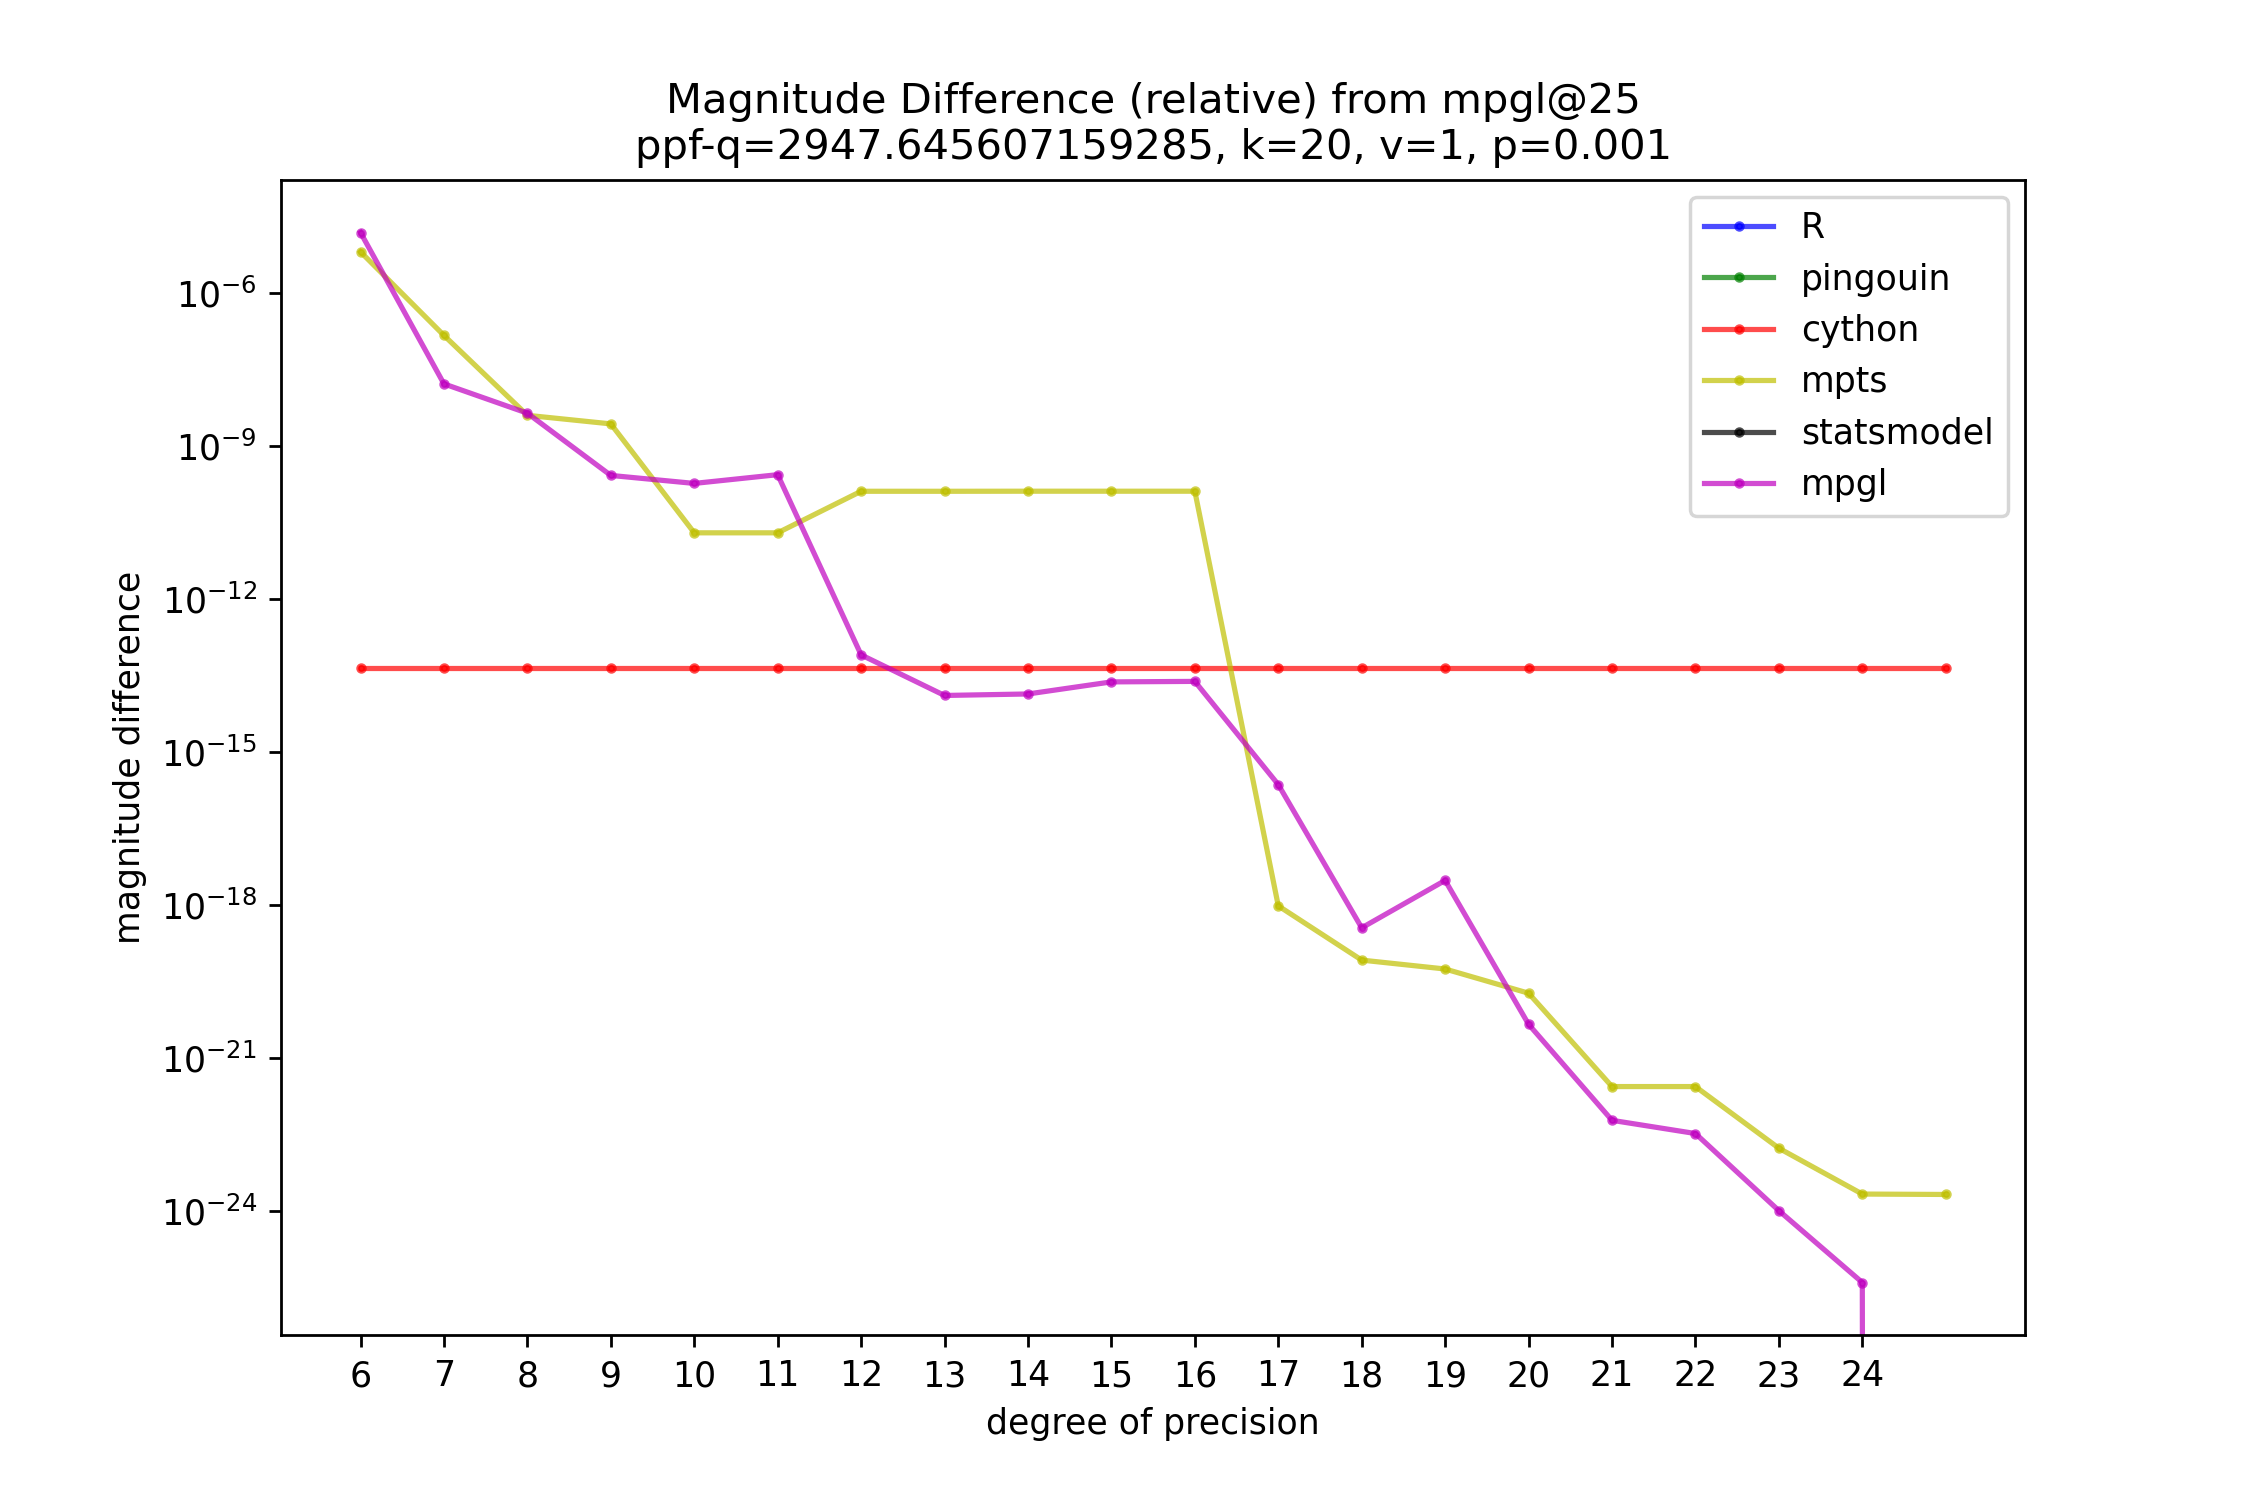 Magnitude Difference (relative) from mpgl@25
ppf-q=2947.645607159285, k=20, v=1, p=0.001
R
pingouin
cython
mpts
statsmodel
mpgl
magnitude difference
10⁻⁶
10⁻⁹
10⁻¹²
10⁻¹⁵
10⁻¹⁸
10⁻²¹
10⁻²⁴
6 7 8 9 10 11 12 13 14 15 16 17 18 19 20 21 22 23 24
degree of precision